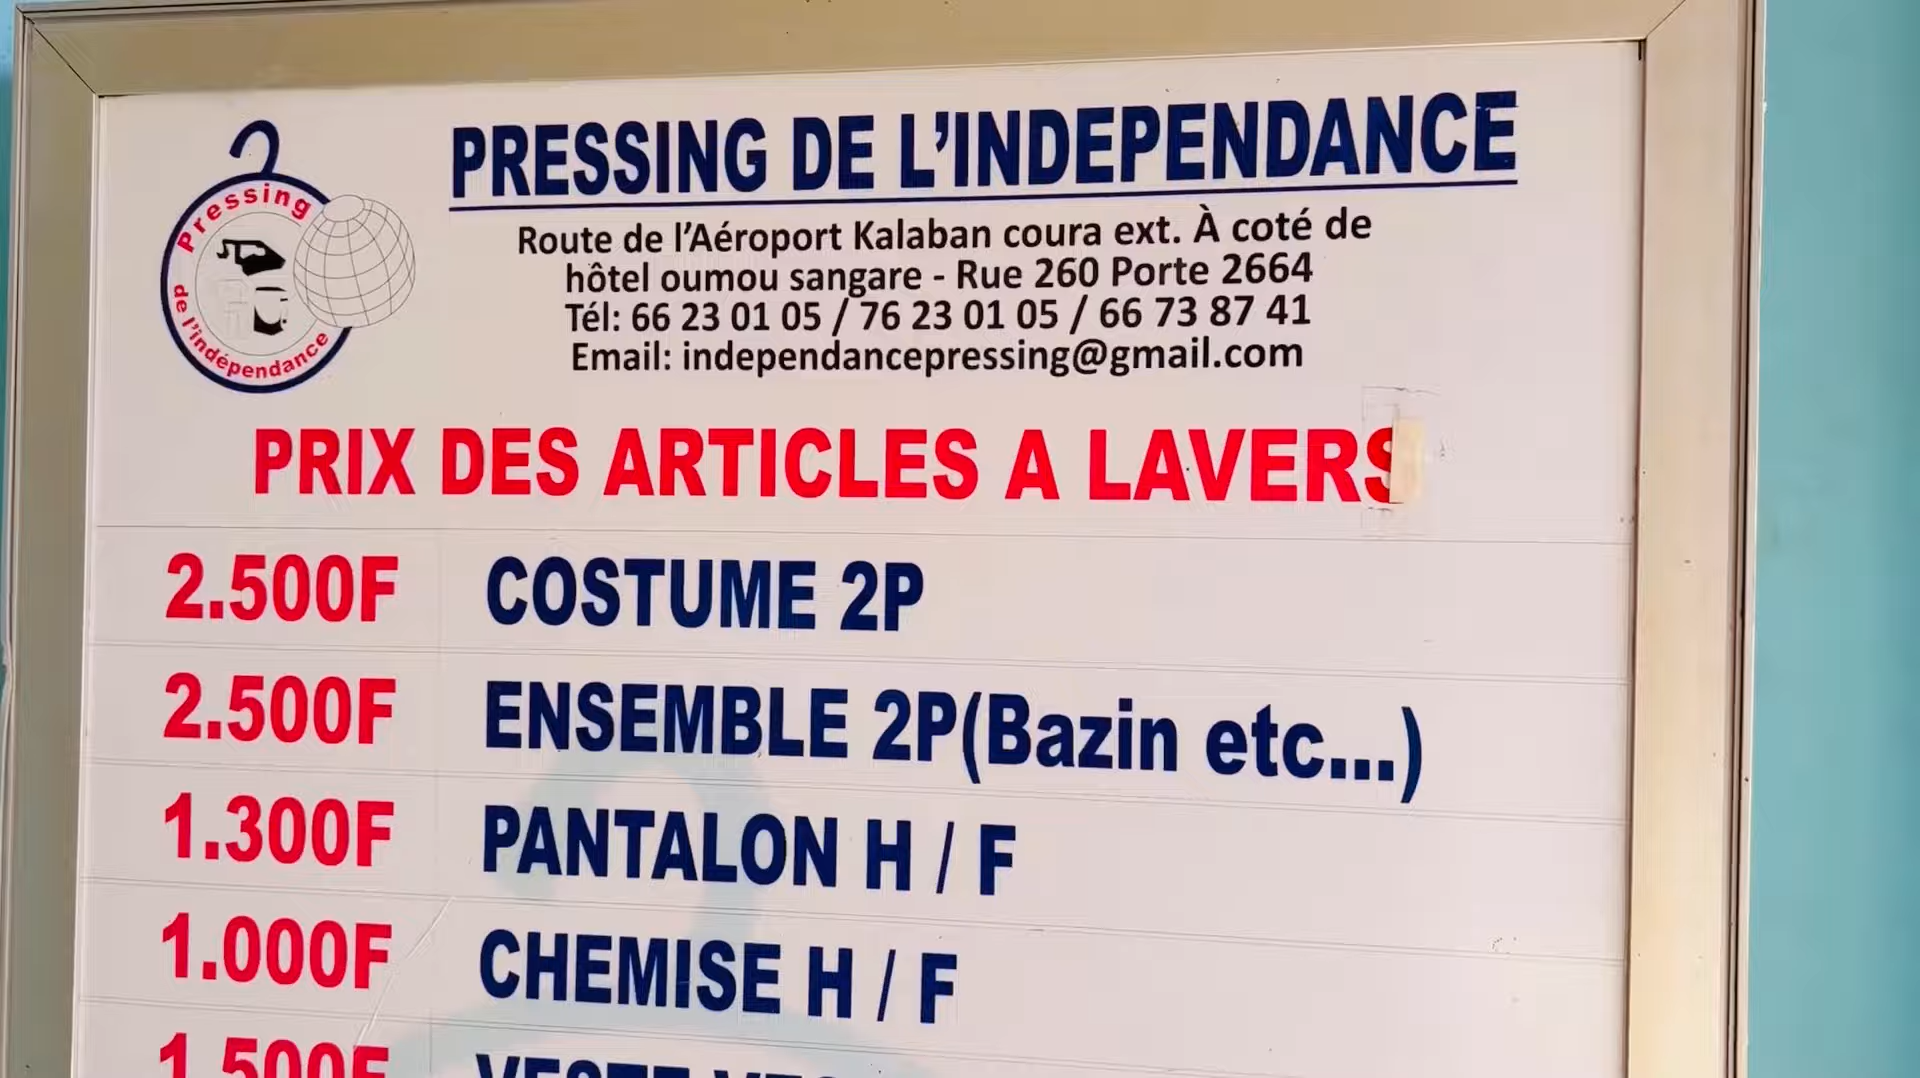 Pressing
de l'indépendance
PRESSING DE L'INDEPENDANCE
Route de l'Aéroport Kalaban coura ext. À coté de
hôtel oumou sangare - Rue 260 Porte 2664
Tél: 66 23 01 05 / 76 23 01 05 / 66 73 87 41
Email: independancepressing@gmail.com
PRIX DES ARTICLES A LAVERS
2.500F COSTUME 2P
2.500F ENSEMBLE 2P(Bazin etc...)
1.300F PANTALON H / F
1.000F CHEMISE H / F
1.500F VESTE